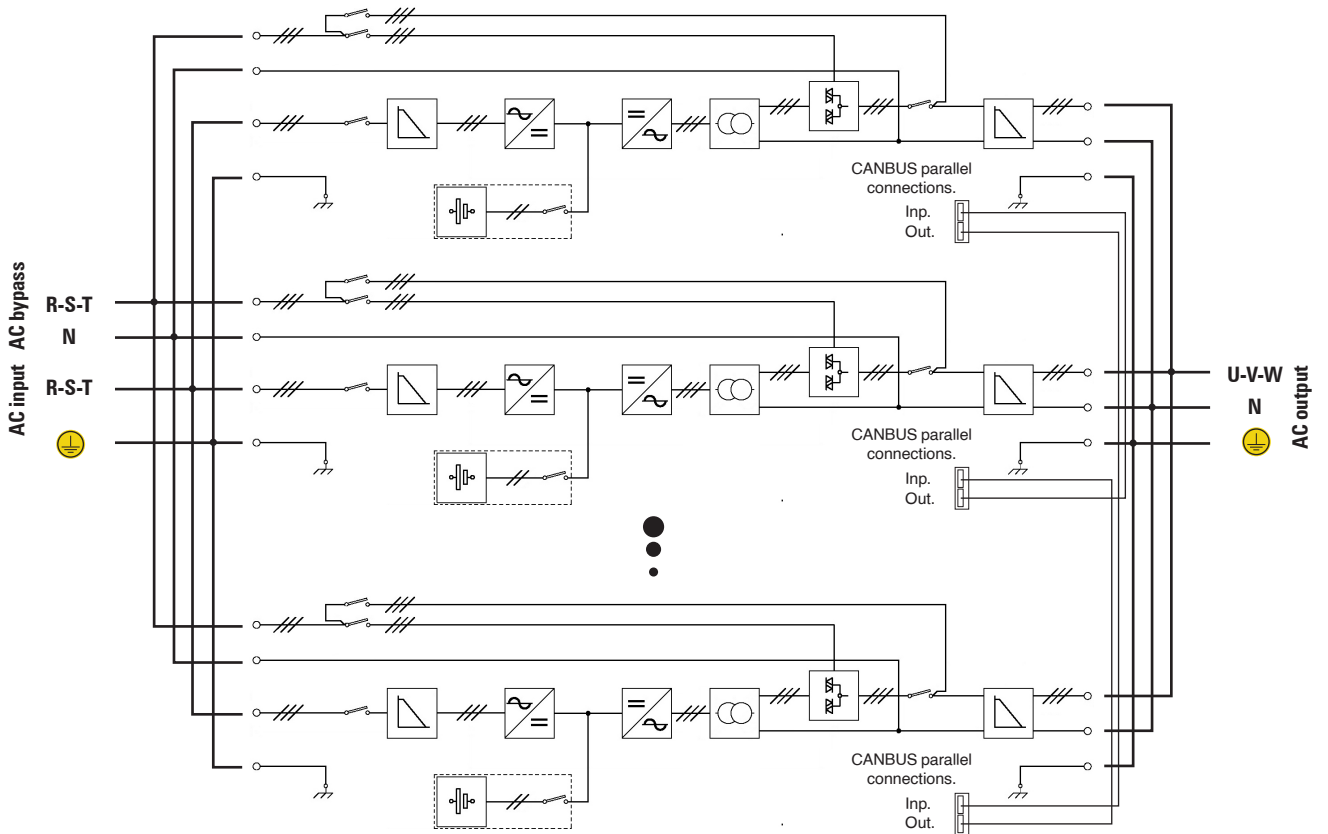 CANBUS parallel
connections.
Inp.
Out.
AC bypass
R-S-T
N
AC input
R-S-T
CANBUS parallel
connections.
Inp.
Out.
U-V-W
N
AC output
CANBUS parallel
connections.
Inp.
Out.